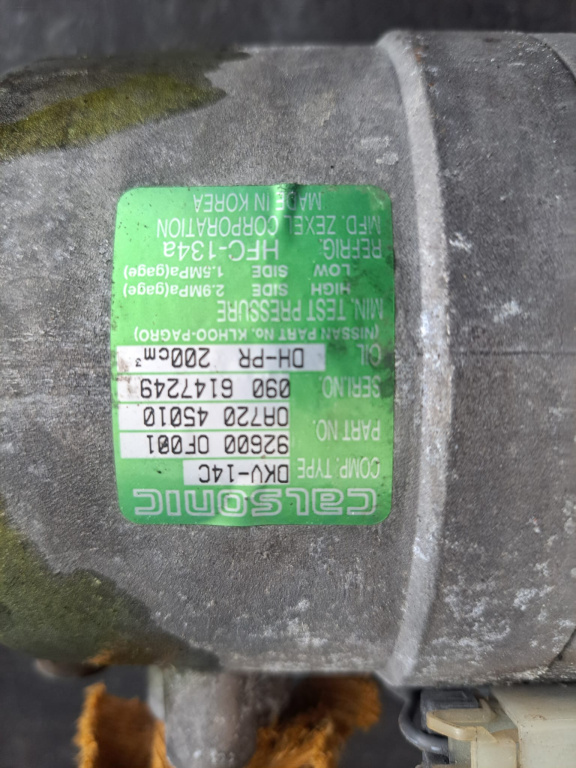 calsonic
COMP. TYPE DKV-14C
92600 0F001
PART NO. 0A720 45010
SERI.NO. 090 6147249
OIL DH-PR 200cm³
(NISSAN PART No. KLH00-PAGR0)
MIN. TEST PRESSURE
HIGH SIDE 2.9MPa(gage)
LOW SIDE 1.5MPa(gage)
REFRIG. HFC-134a
MFD. ZEXEL CORPORATION
MADE IN KOREA